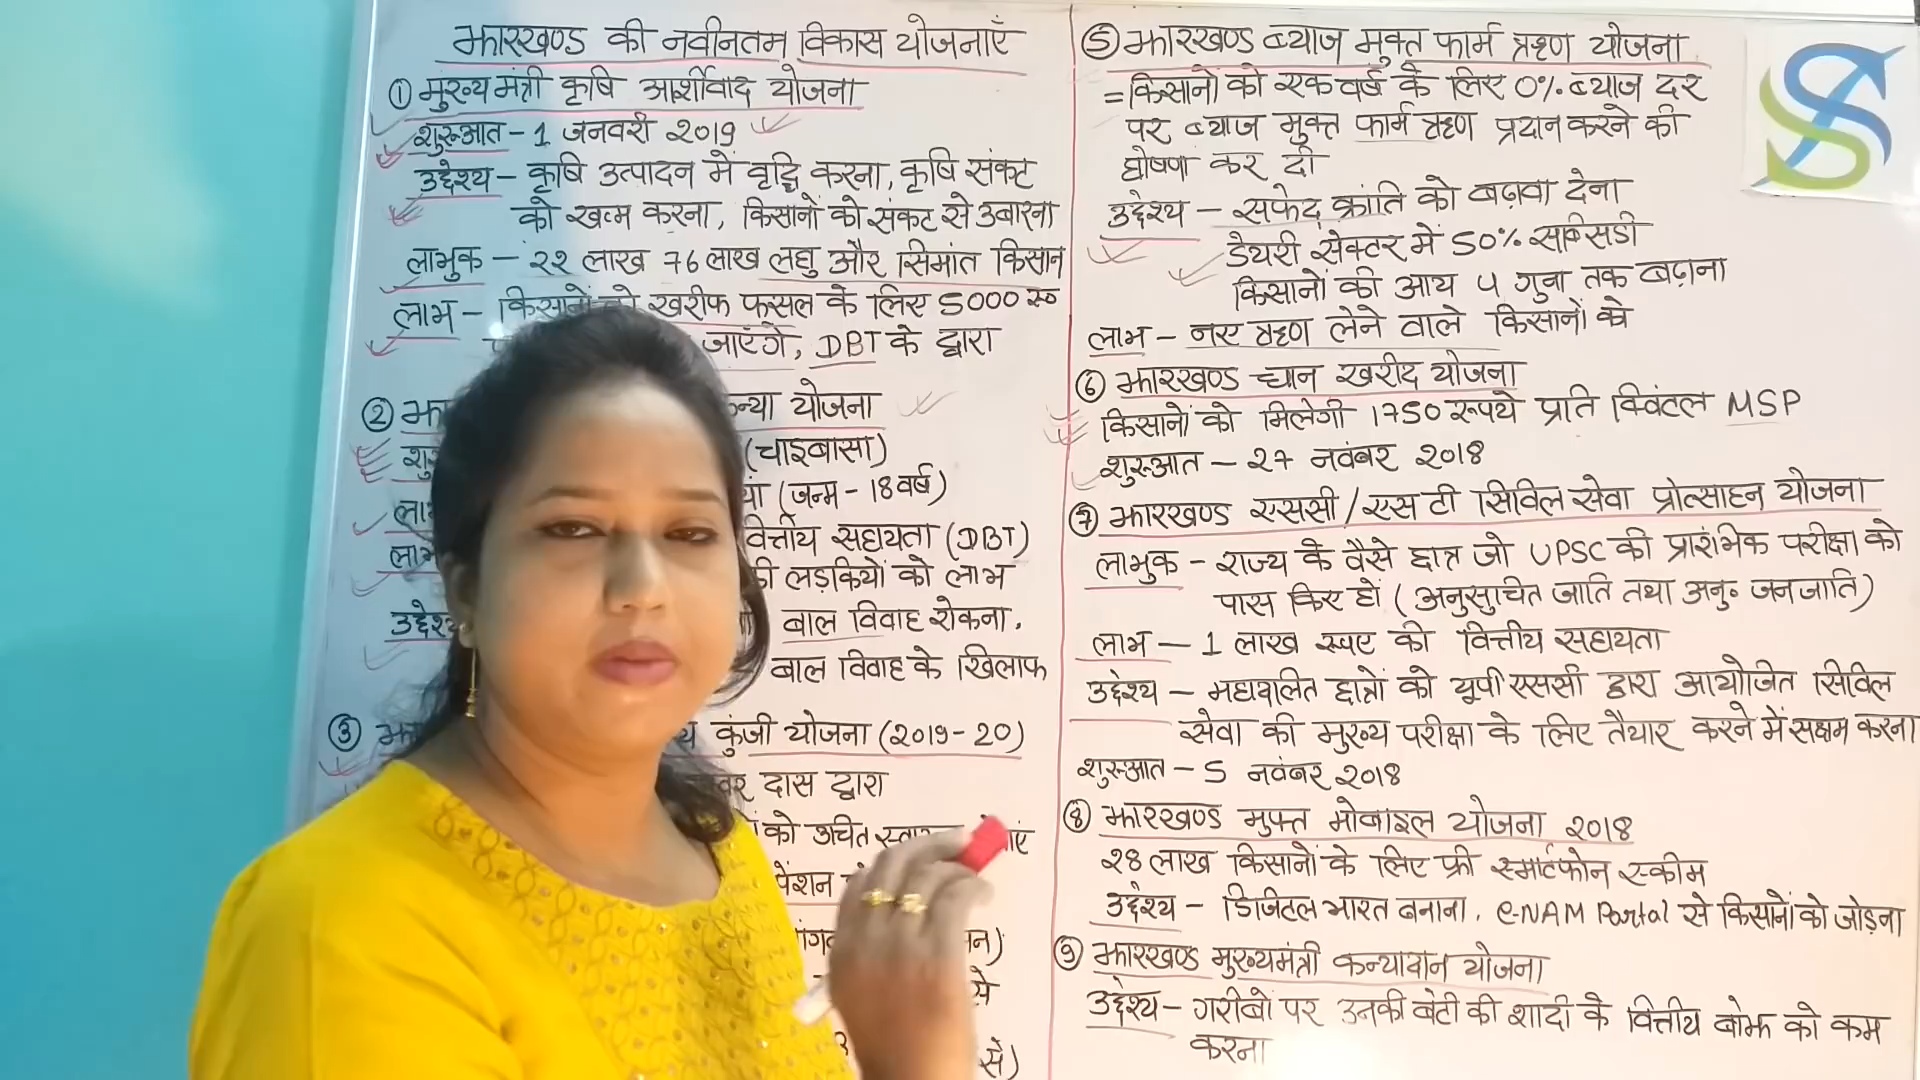 झारखण्ड की नवीनतम विकास योजनाएँ
① मुख्यमंत्री कृषि आर्शीवाद योजना
शुरूआत – 1 जनवरी 2019
उद्देश्य – कृषि उत्पादन में वृद्धि करना, कृषि संकट
को खत्म करना, किसानों को संकट से उबारना
लाभुक – 22 लाख 76 लाख लघु और सिमांत किसान
लाभ – किसानों को खरीफ फसल के लिए 5000 रू
जाएंगे, DBT के द्वारा
② न्या योजना
(चाइबासा)
(जन्म - 18 वर्ष)
वित्तीय सहायता (DBT)
की लड़कियों को लाभ
उद्देश्य बाल विवाह रोकना,
बाल विवाह के खिलाफ
③ कुंजी योजना (2019-20)
दास द्वारा
को उचित
पेंशन
से
से)
⑤ झारखण्ड ब्याज मुक्त फार्म ऋण योजना
= किसानों को एक वर्ष के लिए 0% ब्याज दर
पर ब्याज मुक्त फार्म ऋण प्रदान करने की
घोषणा कर दी
उद्देश्य – सफेद क्रांति को बढ़ावा देना
डेयरी सेक्टर में 50% सब्सिडी
किसानों की आय 4 गुना तक बढ़ाना
लाभ – नए ऋण लेने वाले किसानों को
⑥ झारखण्ड धान खरीद योजना
किसानों को मिलेगी 1750 रूपये प्रति क्विंटल MSP
शुरूआत – 27 नवंबर 2018
⑦ झारखण्ड एससी/एस टी सिविल सेवा प्रोत्साहन योजना
लाभुक – राज्य के वैसे छात्र जो UPSC की प्रारंभिक परीक्षा को
पास किए हों (अनुसुचित जाति तथा अनु॰ जनजाति)
लाभ – 1 लाख रूपए की वित्तीय सहायता
उद्देश्य – महादलित छात्रों को यूपीएससी द्वारा आयोजित सिविल
सेवा की मुख्य परीक्षा के लिए तैयार करने में सक्षम करना
शुरूआत – 5 नवंबर 2018
⑧ झारखण्ड मुफ्त मोबाइल योजना 2018
28 लाख किसानों के लिए फ्री स्मार्टफोन स्कीम
उद्देश्य – डिजिटल भारत बनाना, e-NAM Portal से किसानों को जोड़ना
⑨ झारखण्ड मुख्यमंत्री कन्यादान योजना
उद्देश्य – गरीबों पर उनकी बेटी की शादी के वित्तीय बोझ को कम
करना